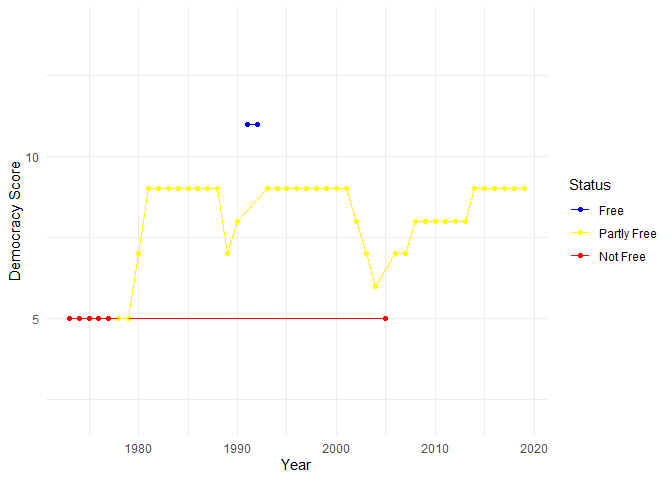 Democracy Score
10
5
1980
1990
2000
2010
2020
Year
Status
Free
Partly Free
Not Free